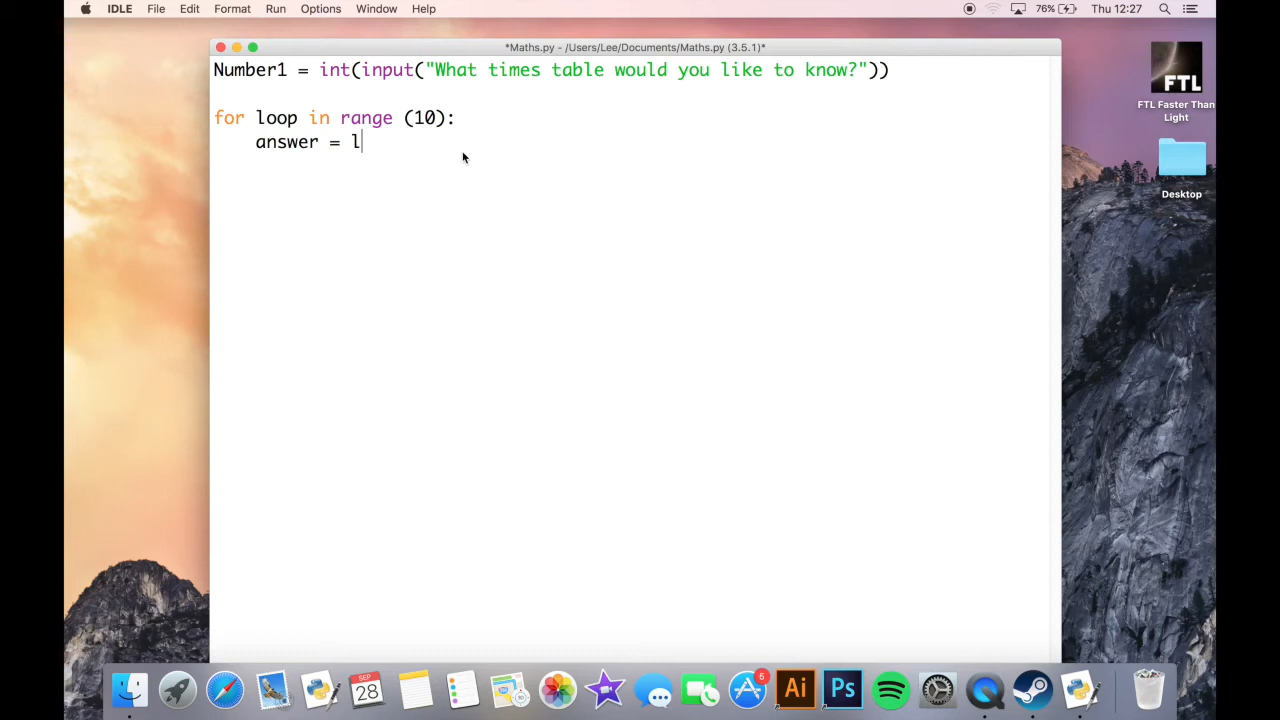 IDLE File Edit Format Run Options Window Help 76% Thu 12:27
*Maths.py - /Users/Lee/Documents/Maths.py (3.5.1)*
Number1 = int(input("What times table would you like to know?"))
for loop in range (10):
answer = l
FTL
FTL Faster Than
Light
Desktop
SEP
28
6
Ai
Ps